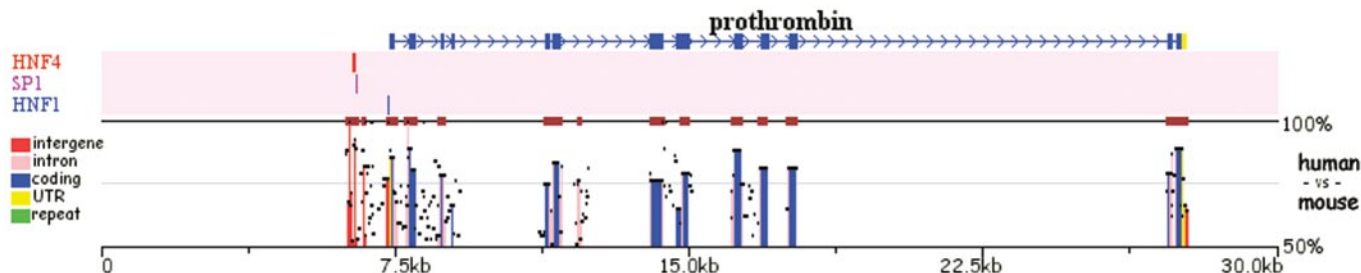 prothrombin
HNF4
SP1
HNF1
100%
intergene
intron
coding
UTR
repeat
human
- vs -
mouse
50%
0 7.5kb 15.0kb 22.5kb 30.0kb